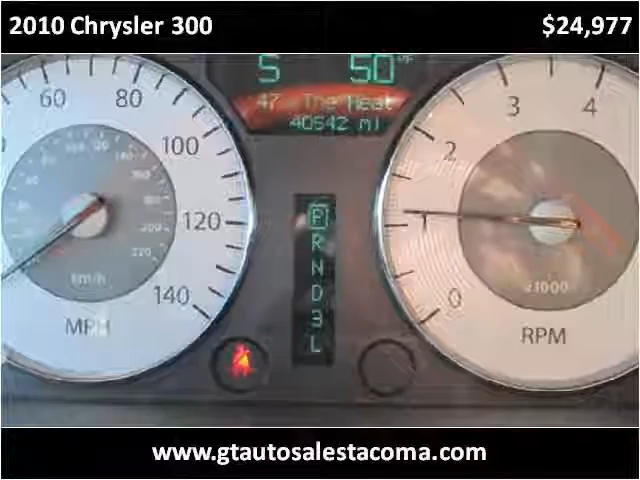 2010 Chrysler 300 $24,977
S 50°F
47 The Heat
40542 mi
60 80 100 120 140
MPH
km/h
P
R
N
D
3
L
0 1 2 3 4
x1000
RPM
www.gtautosalestacoma.com